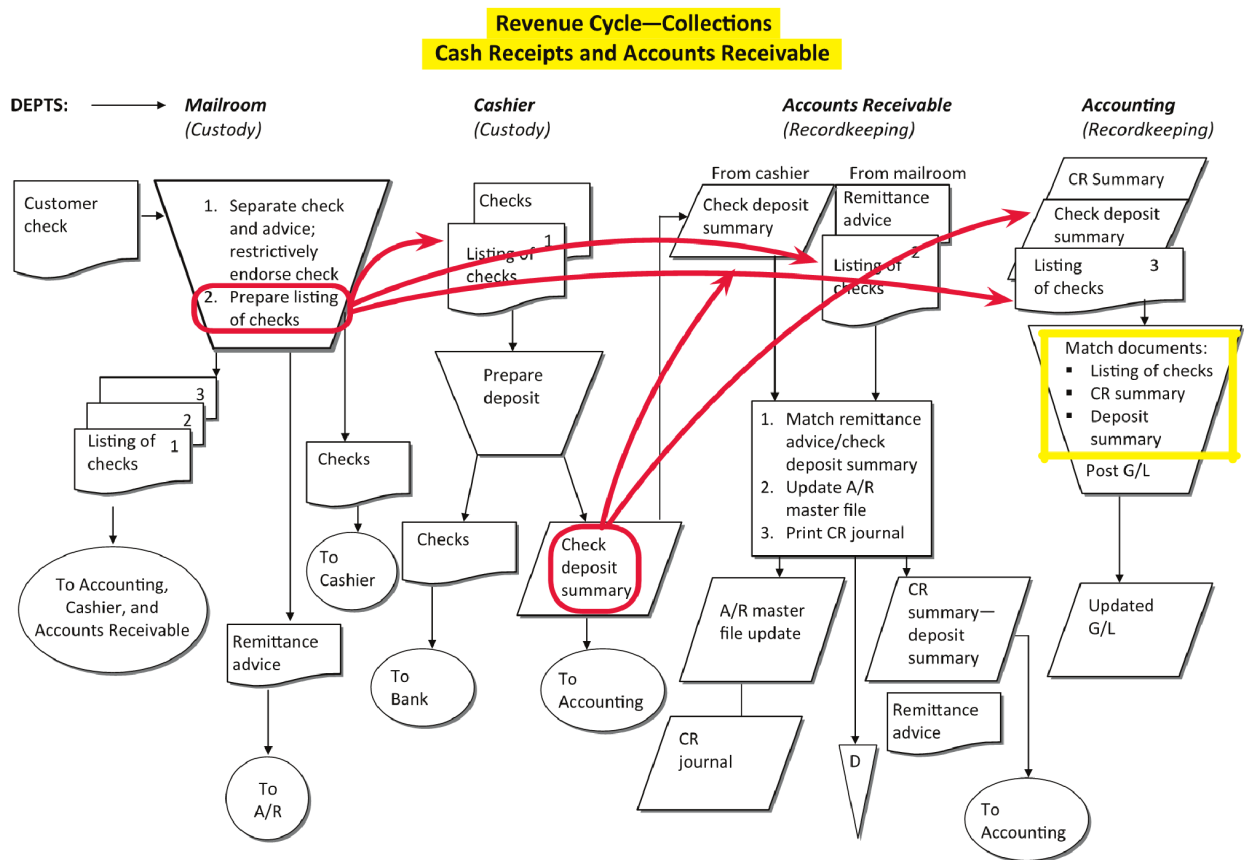 Revenue Cycle—Collections
Cash Receipts and Accounts Receivable
DEPTS:
Mailroom
(Custody)
Cashier
(Custody)
Accounts Receivable
(Recordkeeping)
Accounting
(Recordkeeping)
Customer
check
1. Separate check
and advice;
restrictively
endorse check
2. Prepare listing
of checks
3
2
Listing of
checks
1
To Accounting,
Cashier, and
Accounts Receivable
Remittance
advice
To
A/R
Checks
To
Cashier
Checks
1
Listing of
checks
Prepare
deposit
Checks
To
Bank
Check
deposit
summary
To
Accounting
From cashier
Check deposit
summary
From mailroom
Remittance
advice
2
Listing of
checks
1. Match remittance
advice/check
deposit summary
2. Update A/R
master file
3. Print CR journal
A/R master
file update
CR
journal
D
CR
summary—
deposit
summary
Remittance
advice
To
Accounting
CR Summary
Check deposit
summary
Listing
of checks
3
Match documents:
▪ Listing of checks
▪ CR summary
▪ Deposit
summary
Post G/L
Updated
G/L